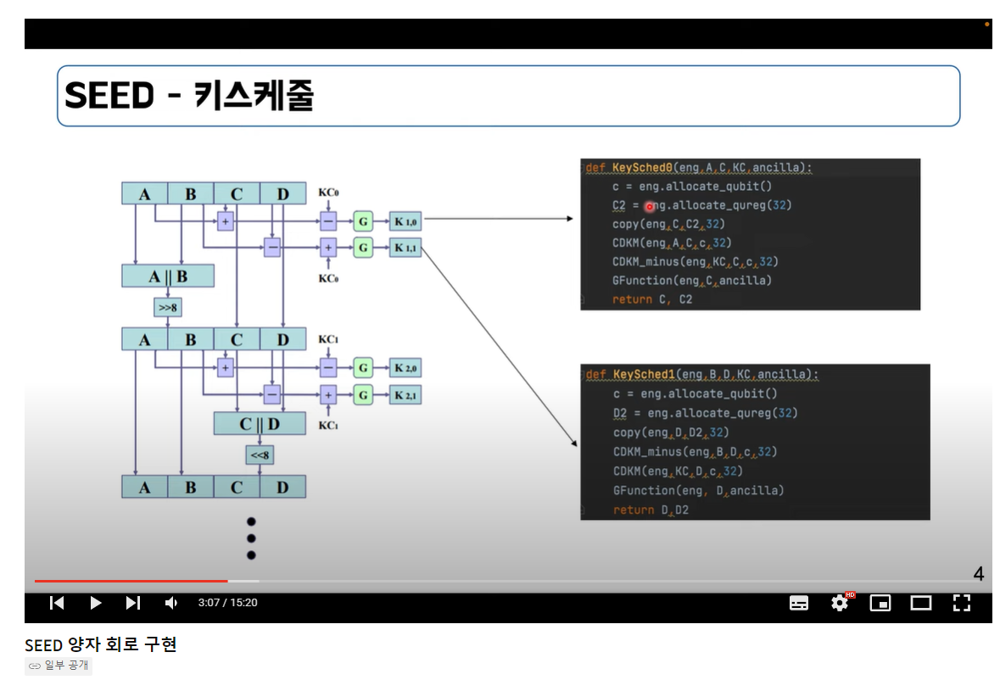 SEED - 키스케줄
A B C D
KC₀
+ − G K 1,0
− + G K 1,1
KC₀
A || B
>>8
A B C D
KC₁
+ − G K 2,0
− + G K 2,1
KC₁
C || D
<<8
A B C D
def KeySched0(eng,A,C,KC,ancilla):
c = eng.allocate_qubit()
C2 = eng.allocate_qureg(32)
copy(eng,C,C2,32)
CDKM(eng,A,C,c,32)
CDKM_minus(eng,KC,C,c,32)
GFunction(eng,C,ancilla)
return C, C2
def KeySched1(eng,B,D,KC,ancilla):
c = eng.allocate_qubit()
D2 = eng.allocate_qureg(32)
copy(eng,D,D2,32)
CDKM_minus(eng,B,D,c,32)
CDKM(eng,KC,D,c,32)
GFunction(eng, D,ancilla)
return D,D2
4
3:07 / 15:20
HD
SEED 양자 회로 구현
일부 공개